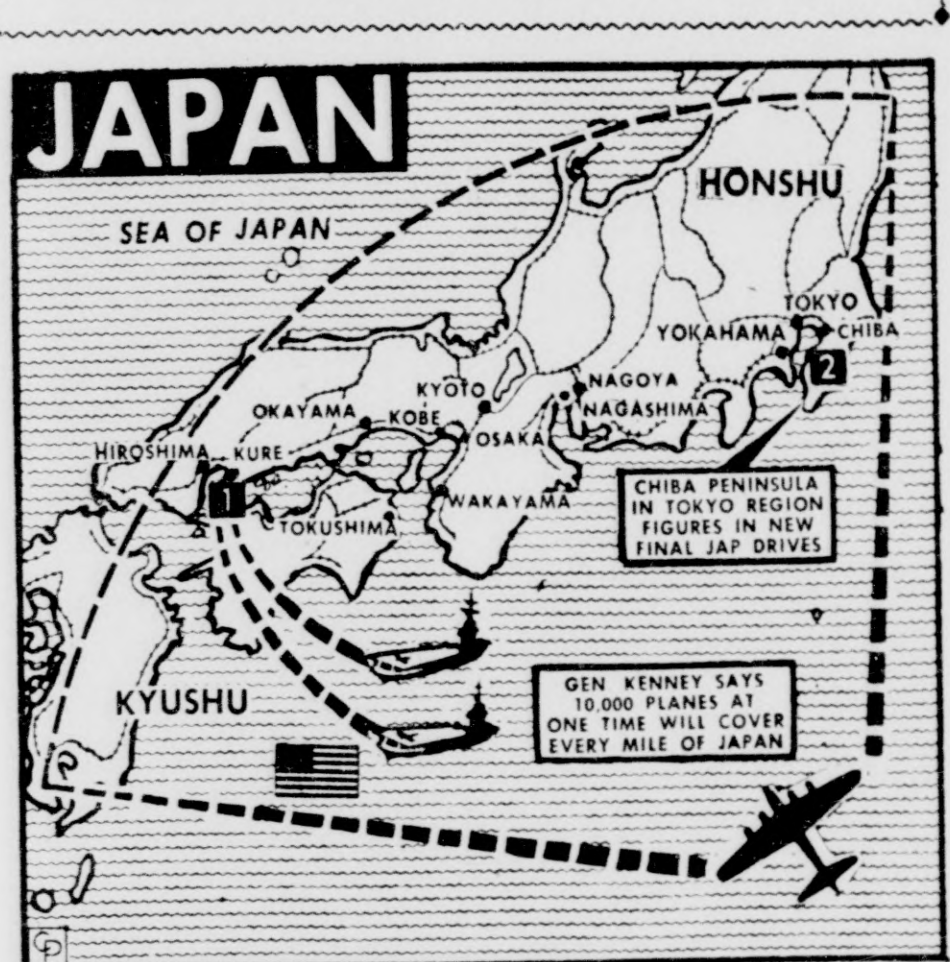 JAPAN
SEA OF JAPAN
HONSHU
TOKYO
YOKAHAMA
CHIBA
2
KYOTO
NAGOYA
OKAYAMA
KOBE
NAGASHIMA
OSAKA
HIROSHIMA
KURE
1
WAKAYAMA
TOKUSHIMA
CHIBA PENINSULA
IN TOKYO REGION
FIGURES IN NEW
FINAL JAP DRIVES
KYUSHU
GEN KENNEY SAYS
10,000 PLANES AT
ONE TIME WILL COVER
EVERY MILE OF JAPAN
CP